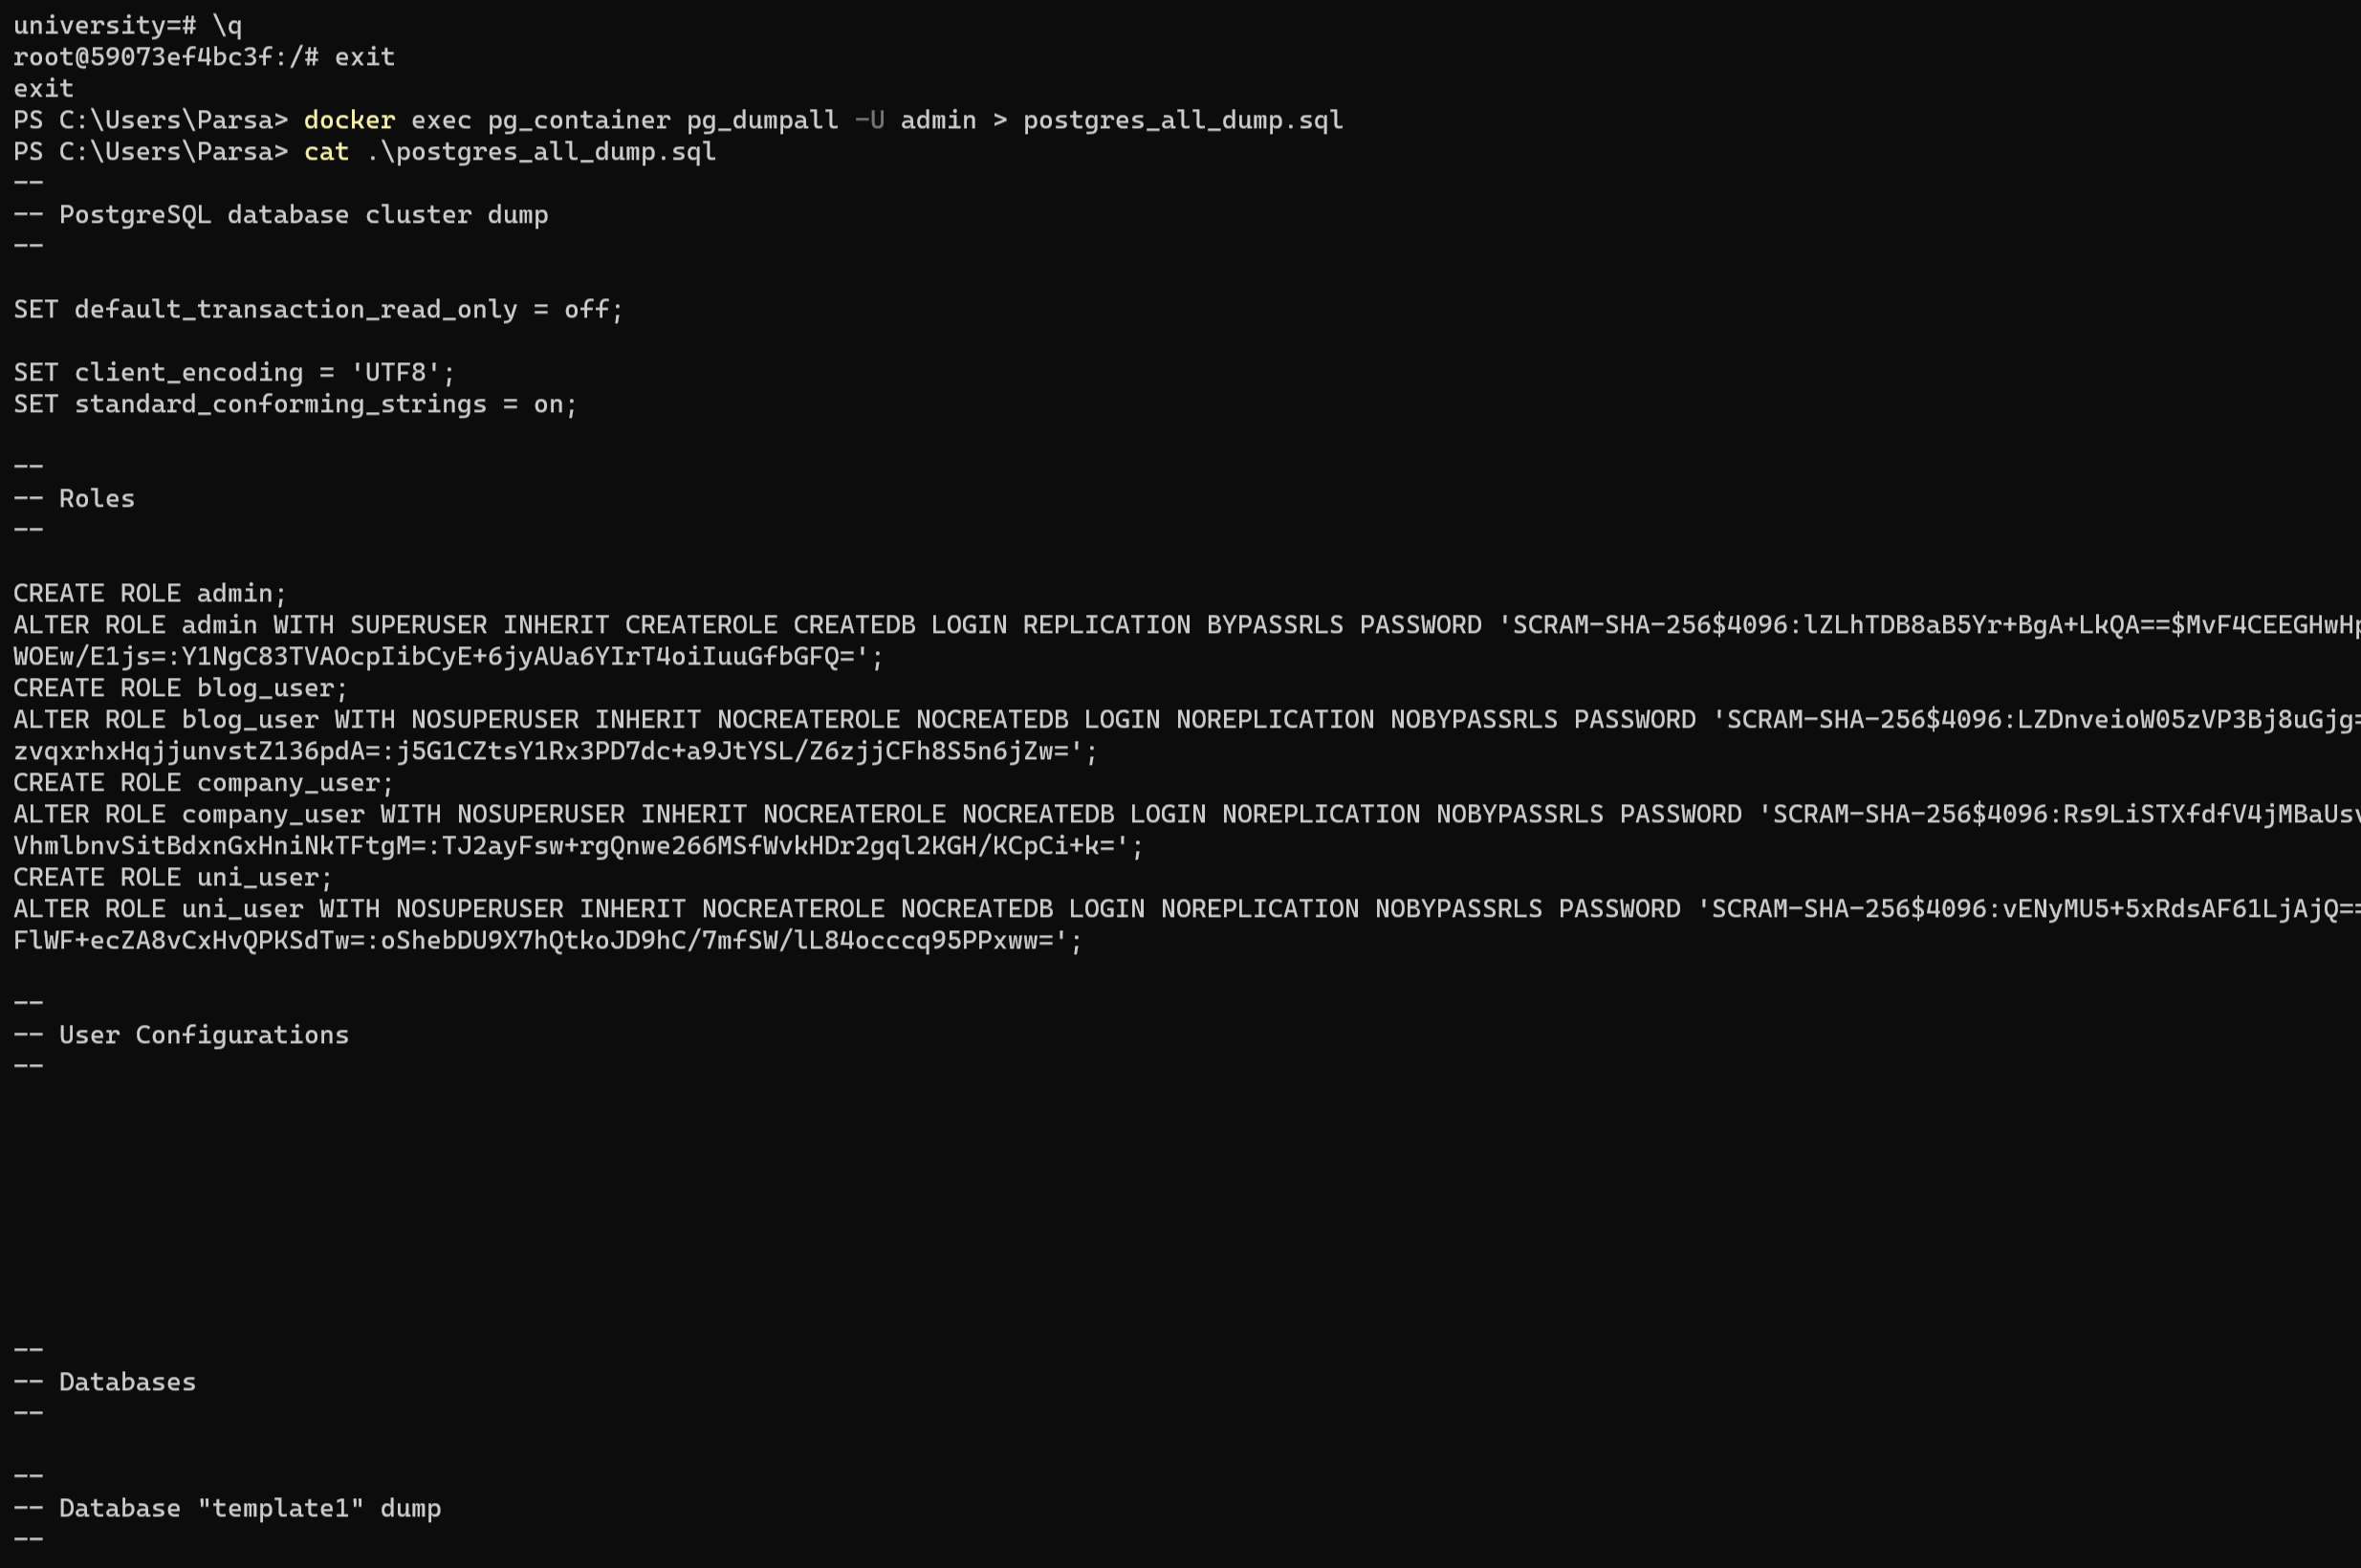 university=# \q
root@59073ef4bc3f:/# exit
exit
PS C:\Users\Parsa> docker exec pg_container pg_dumpall -U admin > postgres_all_dump.sql
PS C:\Users\Parsa> cat .\postgres_all_dump.sql
--
-- PostgreSQL database cluster dump
--
SET default_transaction_read_only = off;
SET client_encoding = 'UTF8';
SET standard_conforming_strings = on;
--
-- Roles
--
CREATE ROLE admin;
ALTER ROLE admin WITH SUPERUSER INHERIT CREATEROLE CREATEDB LOGIN REPLICATION BYPASSRLS PASSWORD 'SCRAM-SHA-256$4096:lZLhTDB8aB5Yr+BgA+LkQA==$MvF4CEEGHwHp
WOEw/E1js=:Y1NgC83TVAOcpIibCyE+6jyAUa6YIrT4oiIuuGfbGFQ=';
CREATE ROLE blog_user;
ALTER ROLE blog_user WITH NOSUPERUSER INHERIT NOCREATEROLE NOCREATEDB LOGIN NOREPLICATION NOBYPASSRLS PASSWORD 'SCRAM-SHA-256$4096:LZDnveioW05zVP3Bj8uGjg=
zvqxrhxHqjjunvstZ136pdA=:j5G1CZtsY1Rx3PD7dc+a9JtYSL/Z6zjjCFh8S5n6jZw=';
CREATE ROLE company_user;
ALTER ROLE company_user WITH NOSUPERUSER INHERIT NOCREATEROLE NOCREATEDB LOGIN NOREPLICATION NOBYPASSRLS PASSWORD 'SCRAM-SHA-256$4096:Rs9LiSTXfdfV4jMBaUsv
VhmlbnvSitBdxnGxHniNkTFtgM=:TJ2ayFsw+rgQnwe266MSfWvkHDr2gql2KGH/KCpCi+k=';
CREATE ROLE uni_user;
ALTER ROLE uni_user WITH NOSUPERUSER INHERIT NOCREATEROLE NOCREATEDB LOGIN NOREPLICATION NOBYPASSRLS PASSWORD 'SCRAM-SHA-256$4096:vENyMU5+5xRdsAF61LjAjQ==
FlWF+ecZA8vCxHvQPKSdTw=:oShebDU9X7hQtkoJD9hC/7mfSW/lL84occcq95PPxww=';
--
-- User Configurations
--
--
-- Databases
--
--
-- Database "template1" dump
--